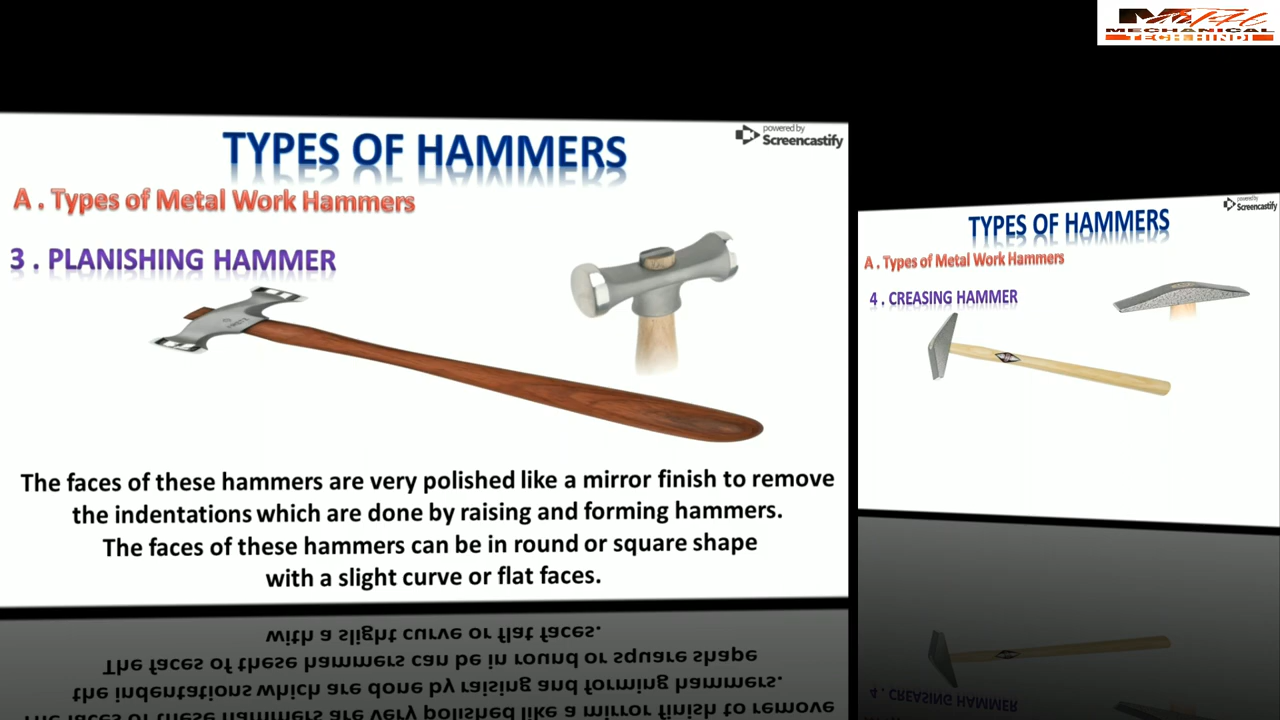 MECHANICAL
TECH HINDI
TYPES OF HAMMERS
powered by
Screencastify
A . Types of Metal Work Hammers
3 . PLANISHING HAMMER
The faces of these hammers are very polished like a mirror finish to remove
the indentations which are done by raising and forming hammers.
The faces of these hammers can be in round or square shape
with a slight curve or flat faces.
TYPES OF HAMMERS
powered by
Screencastify
A . Types of Metal Work Hammers
4 . CREASING HAMMER